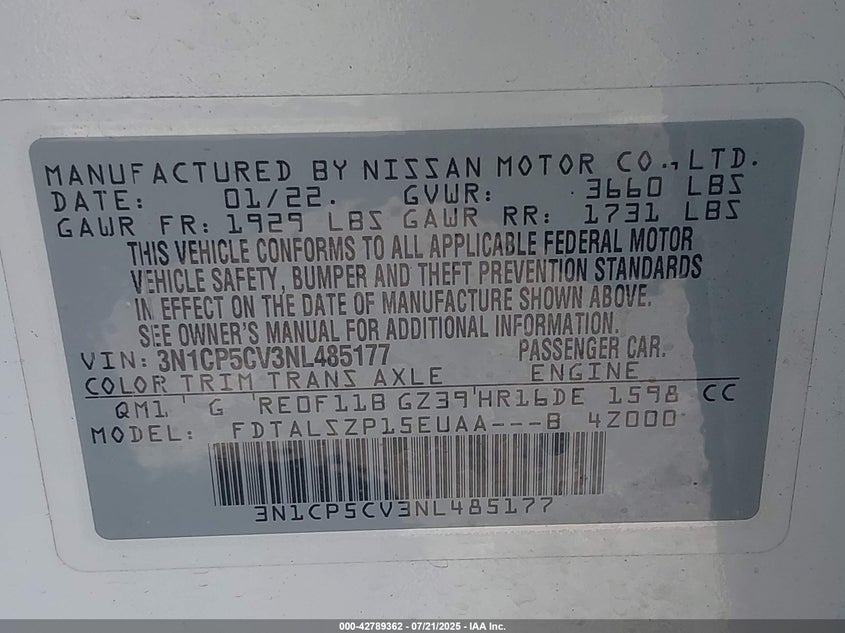 MANUFACTURED BY NISSAN MOTOR CO., LTD.
DATE: 01/22. GVWR: 3660 LBS
GAWR FR: 1929 LBS GAWR RR: 1731 LBS
THIS VEHICLE CONFORMS TO ALL APPLICABLE FEDERAL MOTOR
VEHICLE SAFETY, BUMPER AND THEFT PREVENTION STANDARDS
IN EFFECT ON THE DATE OF MANUFACTURE SHOWN ABOVE.
SEE OWNER'S MANUAL FOR ADDITIONAL INFORMATION.
VIN: 3N1CP5CV3NL485177 PASSENGER CAR.
COLOR TRIM TRANS AXLE ENGINE
QM1 G RE0F11B GZ39 HR16DE 1598 CC
MODEL: FDTALSZP15EUAA---B 4Z000
3N1CP5CV3NL485177
000-42789362 | 07/21/2025 - IAA Inc.